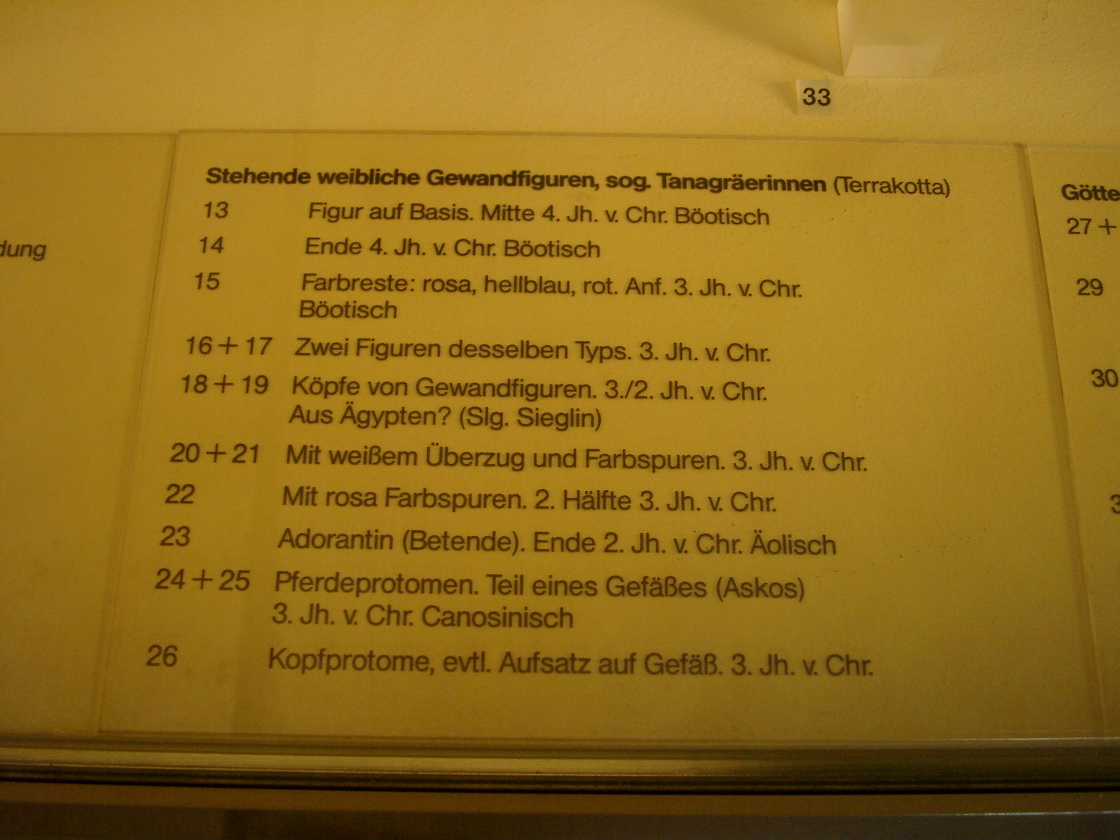 33
dung
Stehende weibliche Gewandfiguren, sog. Tanagräerinnen (Terrakotta)
13 Figur auf Basis. Mitte 4. Jh. v. Chr. Böotisch
14 Ende 4. Jh. v. Chr. Böotisch
15 Farbreste: rosa, hellblau, rot. Anf. 3. Jh. v. Chr.
Böotisch
16 + 17 Zwei Figuren desselben Typs. 3. Jh. v. Chr.
18 + 19 Köpfe von Gewandfiguren. 3./2. Jh. v. Chr.
Aus Ägypten? (Slg. Sieglin)
20 + 21 Mit weißem Überzug und Farbspuren. 3. Jh. v. Chr.
22 Mit rosa Farbspuren. 2. Hälfte 3. Jh. v. Chr.
23 Adorantin (Betende). Ende 2. Jh. v. Chr. Äolisch
24 + 25 Pferdeprotomen. Teil eines Gefäßes (Askos)
3. Jh. v. Chr. Canosinisch
26 Kopfprotome, evtl. Aufsatz auf Gefäß. 3. Jh. v. Chr.
Götte
27 +
29
30
3